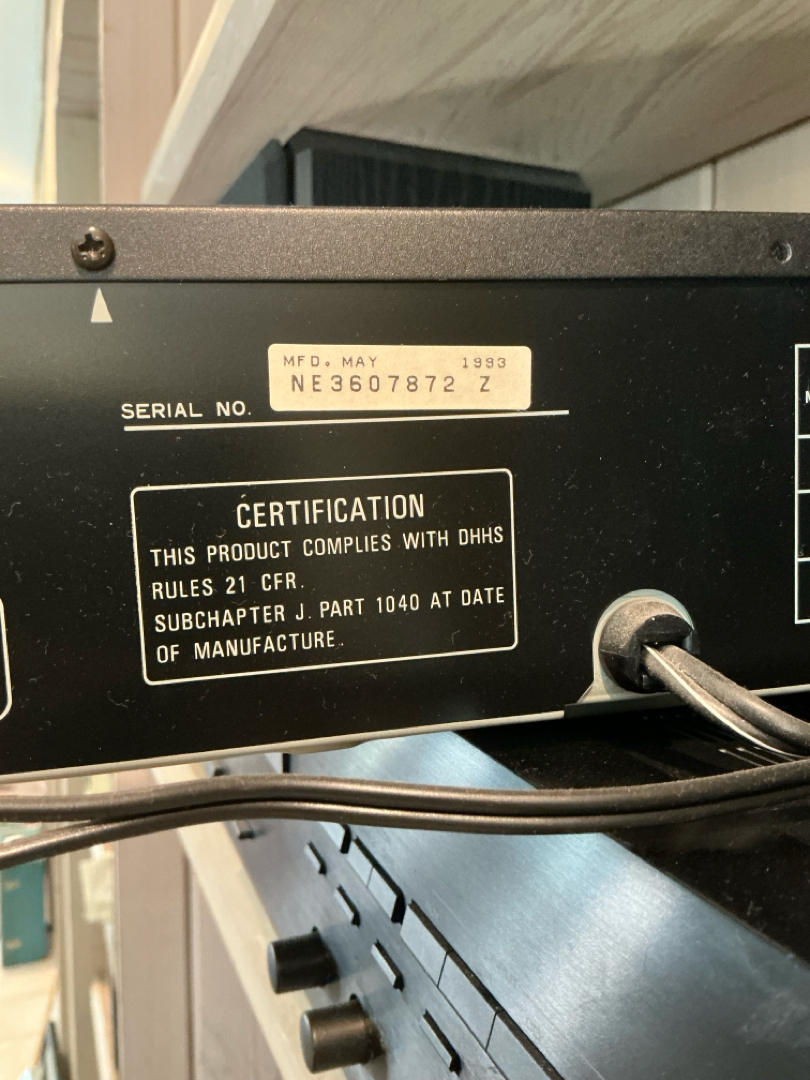 MFD. MAY 1993
NE3607872 Z
SERIAL NO.
CERTIFICATION
THIS PRODUCT COMPLIES WITH DHHS
RULES 21 CFR.
SUBCHAPTER J. PART 1040 AT DATE
OF MANUFACTURE.